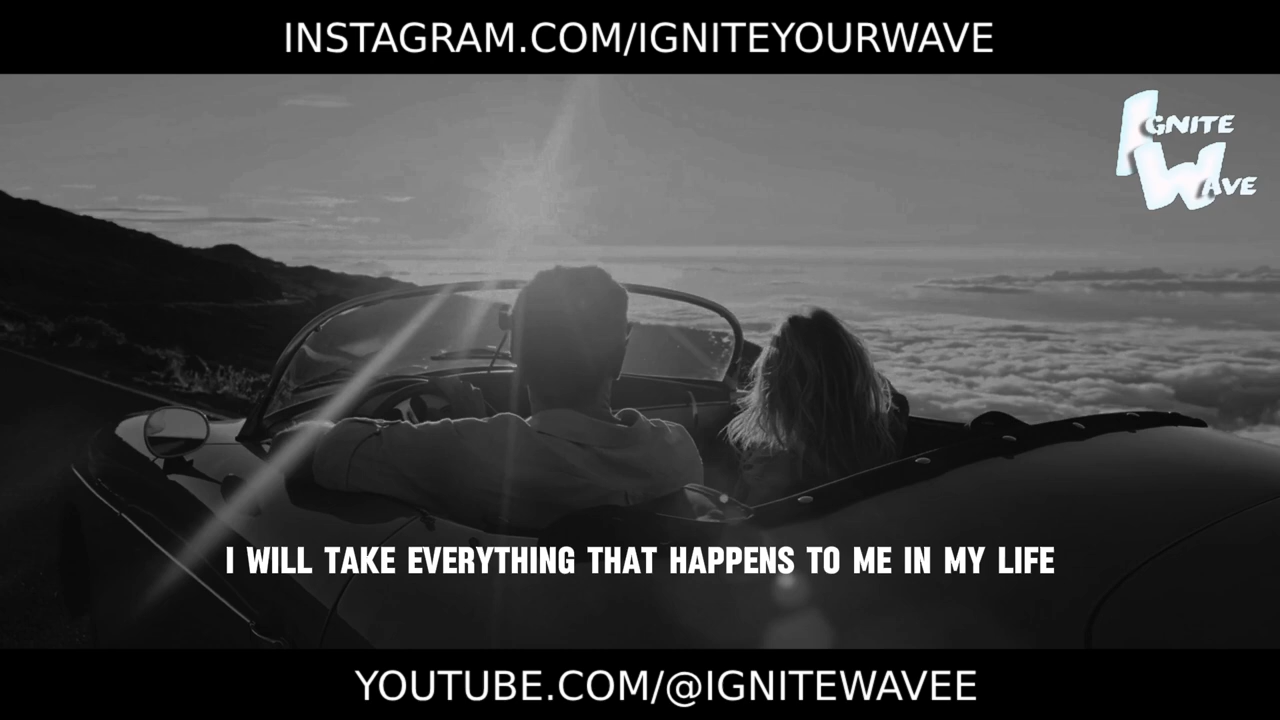 INSTAGRAM.COM/IGNITEYOURWAVE
IGNITE
WAVE
I WILL TAKE EVERYTHING THAT HAPPENS TO ME IN MY LIFE
YOUTUBE.COM/@IGNITEWAVEE